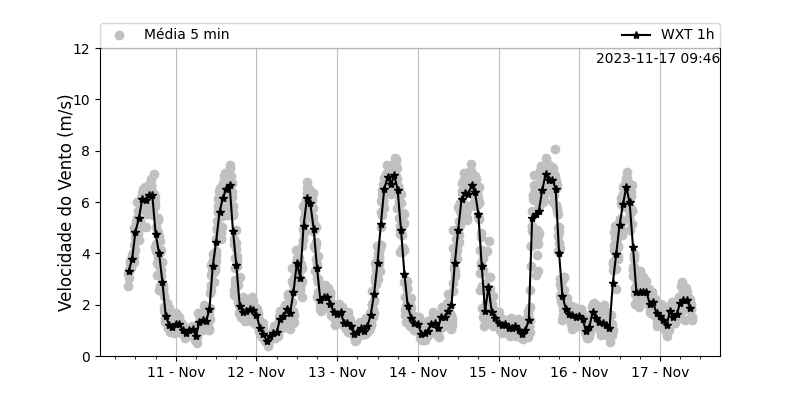 Média 5 min
WXT 1h
2023-11-17 09:46
Velocidade do Vento (m/s)
12
10
8
6
4
2
0
11 - Nov
12 - Nov
13 - Nov
14 - Nov
15 - Nov
16 - Nov
17 - Nov